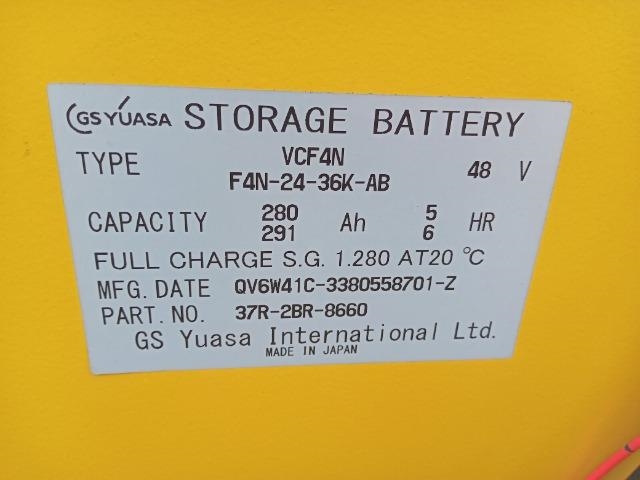 GS YUASA STORAGE BATTERY
TYPE VCF4N 48 V
F4N-24-36K-AB
CAPACITY 280 Ah 5 HR
291 6
FULL CHARGE S.G. 1.280 AT20 ℃
MFG. DATE QV6W41C-3380558701-Z
PART. NO. 37R-2BR-8660
GS Yuasa International Ltd.
MADE IN JAPAN